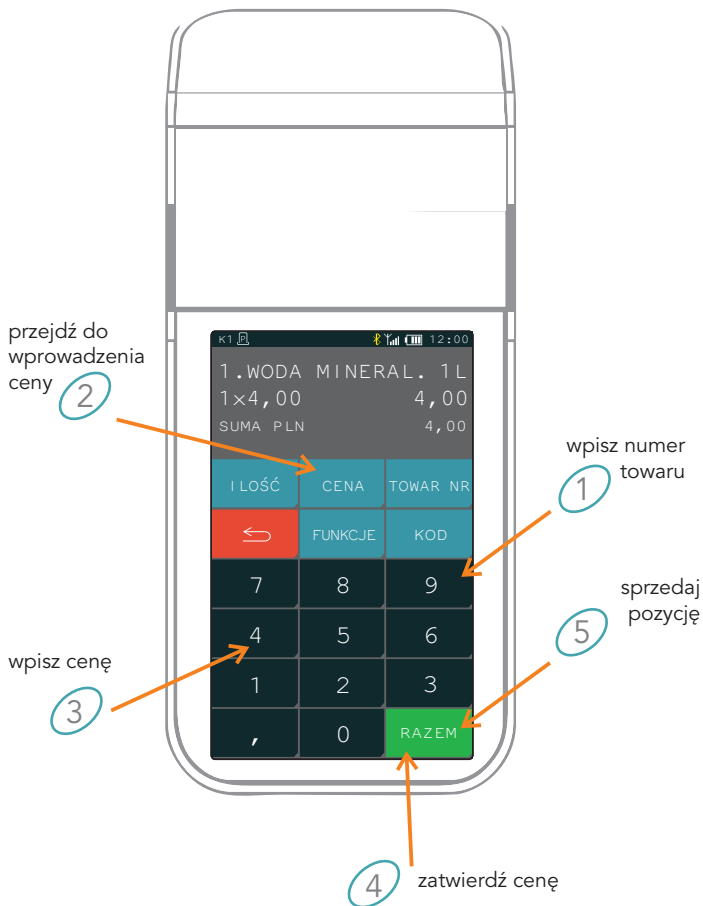 K1 P 12:00
1.WODA MINERAL. 1L
1×4,00 4,00
SUMA PLN 4,00
przejdź do
wprowadzenia
ceny
2
wpisz numer
towaru
1
ILOŚĆ CENA TOWAR NR
FUNKCJE KOD
7 8 9
sprzedaj
pozycję
5
4 5 6
wpisz cenę
3
1 2 3
, 0 RAZEM
4
zatwierdź cenę